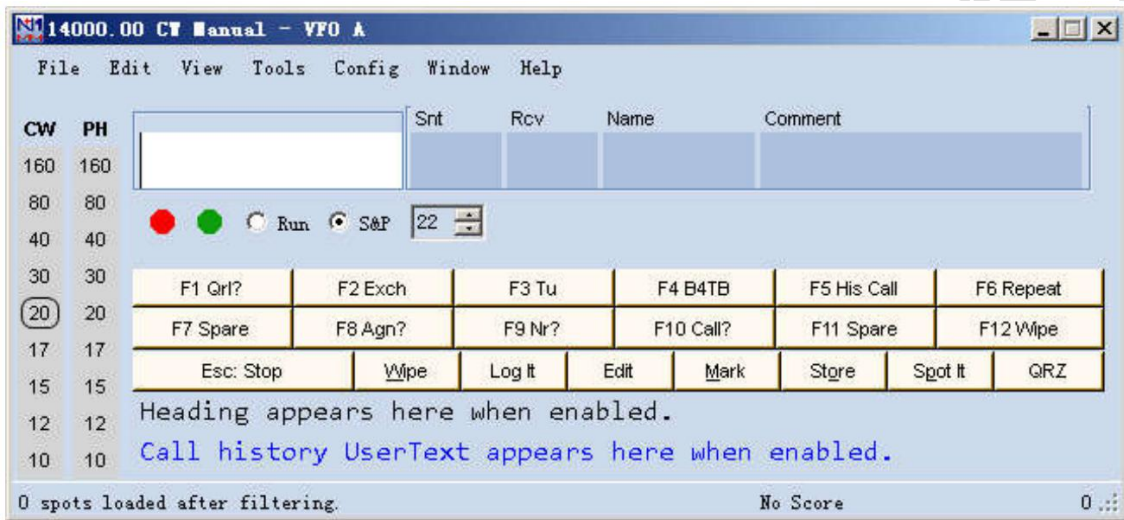 14000.00 CW Manual - VFO A
File Edit View Tools Config Window Help
CW PH Snt Rcv Name Comment
160 160
80 80
Run S&P 22
40 40
30 30
F1 Qrl? F2 Exch F3 Tu F4 B4TB F5 His Call F6 Repeat
20 20
F7 Spare F8 Agn? F9 Nr? F10 Call? F11 Spare F12 Wipe
17 17
Esc: Stop Wipe Log It Edit Mark Store Spot It QRZ
15 15
Heading appears here when enabled.
12 12
Call history UserText appears here when enabled.
10 10
0 spots loaded after filtering. No Score 0